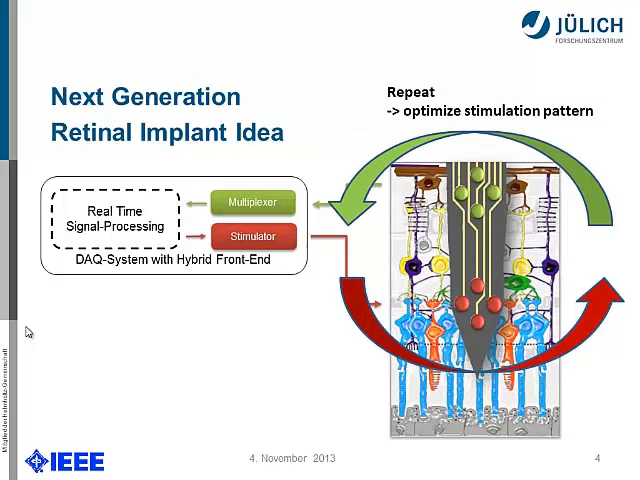 JÜLICH
FORSCHUNGSZENTRUM
Next Generation
Retinal Implant Idea
Repeat
-> optimize stimulation pattern
Real Time
Signal-Processing
Multiplexer
Stimulator
DAQ-System with Hybrid Front-End
Mitglied der Helmholtz-Gemeinschaft
IEEE
4. November 2013
4